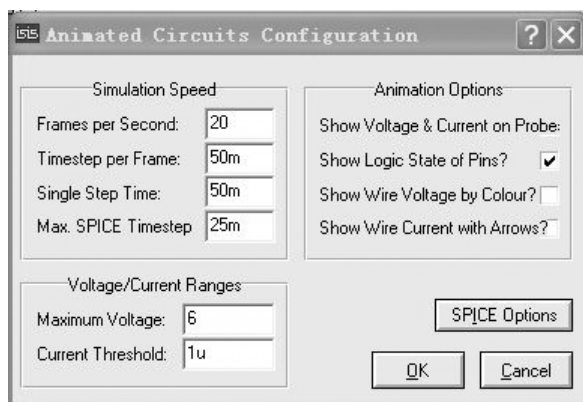 isis Animated Circuits Configuration
Simulation Speed
Frames per Second: 20
Timestep per Frame: 50m
Single Step Time: 50m
Max. SPICE Timestep 25m
Animation Options
Show Voltage & Current on Probe:
Show Logic State of Pins?
Show Wire Voltage by Colour?
Show Wire Current with Arrows?
Voltage/Current Ranges
Maximum Voltage: 6
Current Threshold: 1u
SPICE Options
OK Cancel